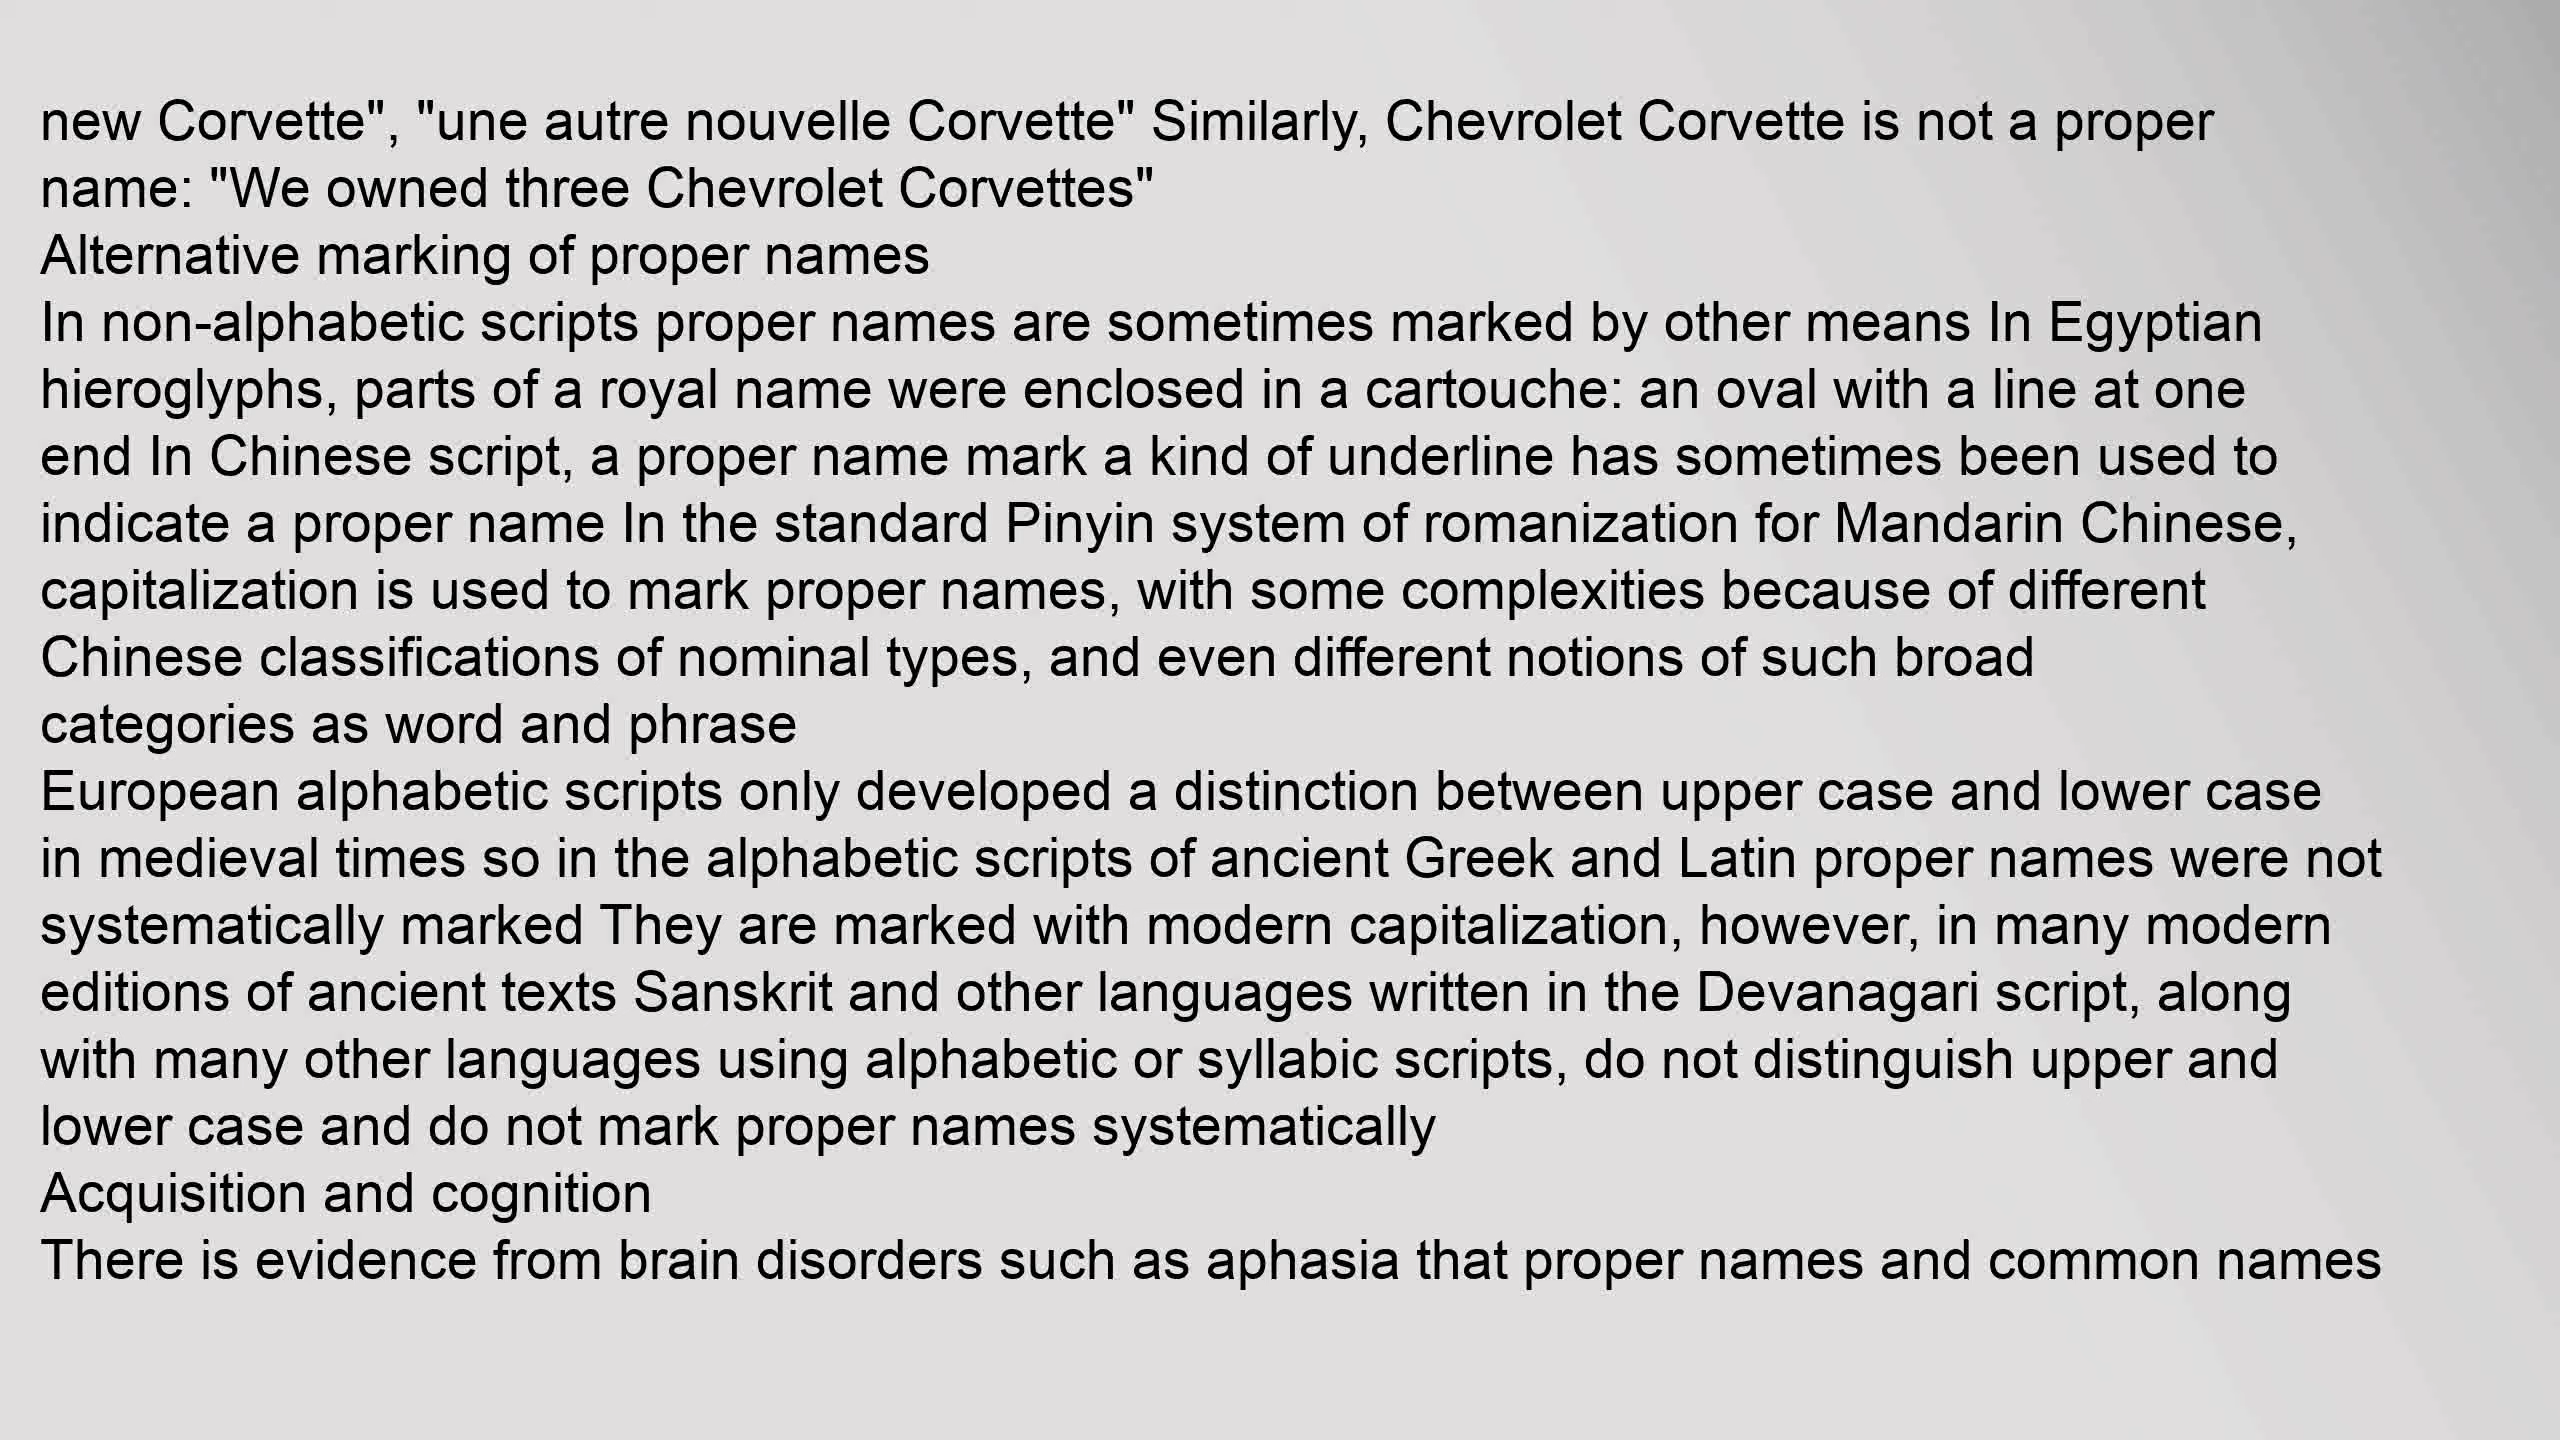 new Corvette", "une autre nouvelle Corvette" Similarly, Chevrolet Corvette is not a proper
name: "We owned three Chevrolet Corvettes"
Alternative marking of proper names
In non-alphabetic scripts proper names are sometimes marked by other means In Egyptian
hieroglyphs, parts of a royal name were enclosed in a cartouche: an oval with a line at one
end In Chinese script, a proper name mark a kind of underline has sometimes been used to
indicate a proper name In the standard Pinyin system of romanization for Mandarin Chinese,
capitalization is used to mark proper names, with some complexities because of different
Chinese classifications of nominal types, and even different notions of such broad
categories as word and phrase
European alphabetic scripts only developed a distinction between upper case and lower case
in medieval times so in the alphabetic scripts of ancient Greek and Latin proper names were not
systematically marked They are marked with modern capitalization, however, in many modern
editions of ancient texts Sanskrit and other languages written in the Devanagari script, along
with many other languages using alphabetic or syllabic scripts, do not distinguish upper and
lower case and do not mark proper names systematically
Acquisition and cognition
There is evidence from brain disorders such as aphasia that proper names and common names